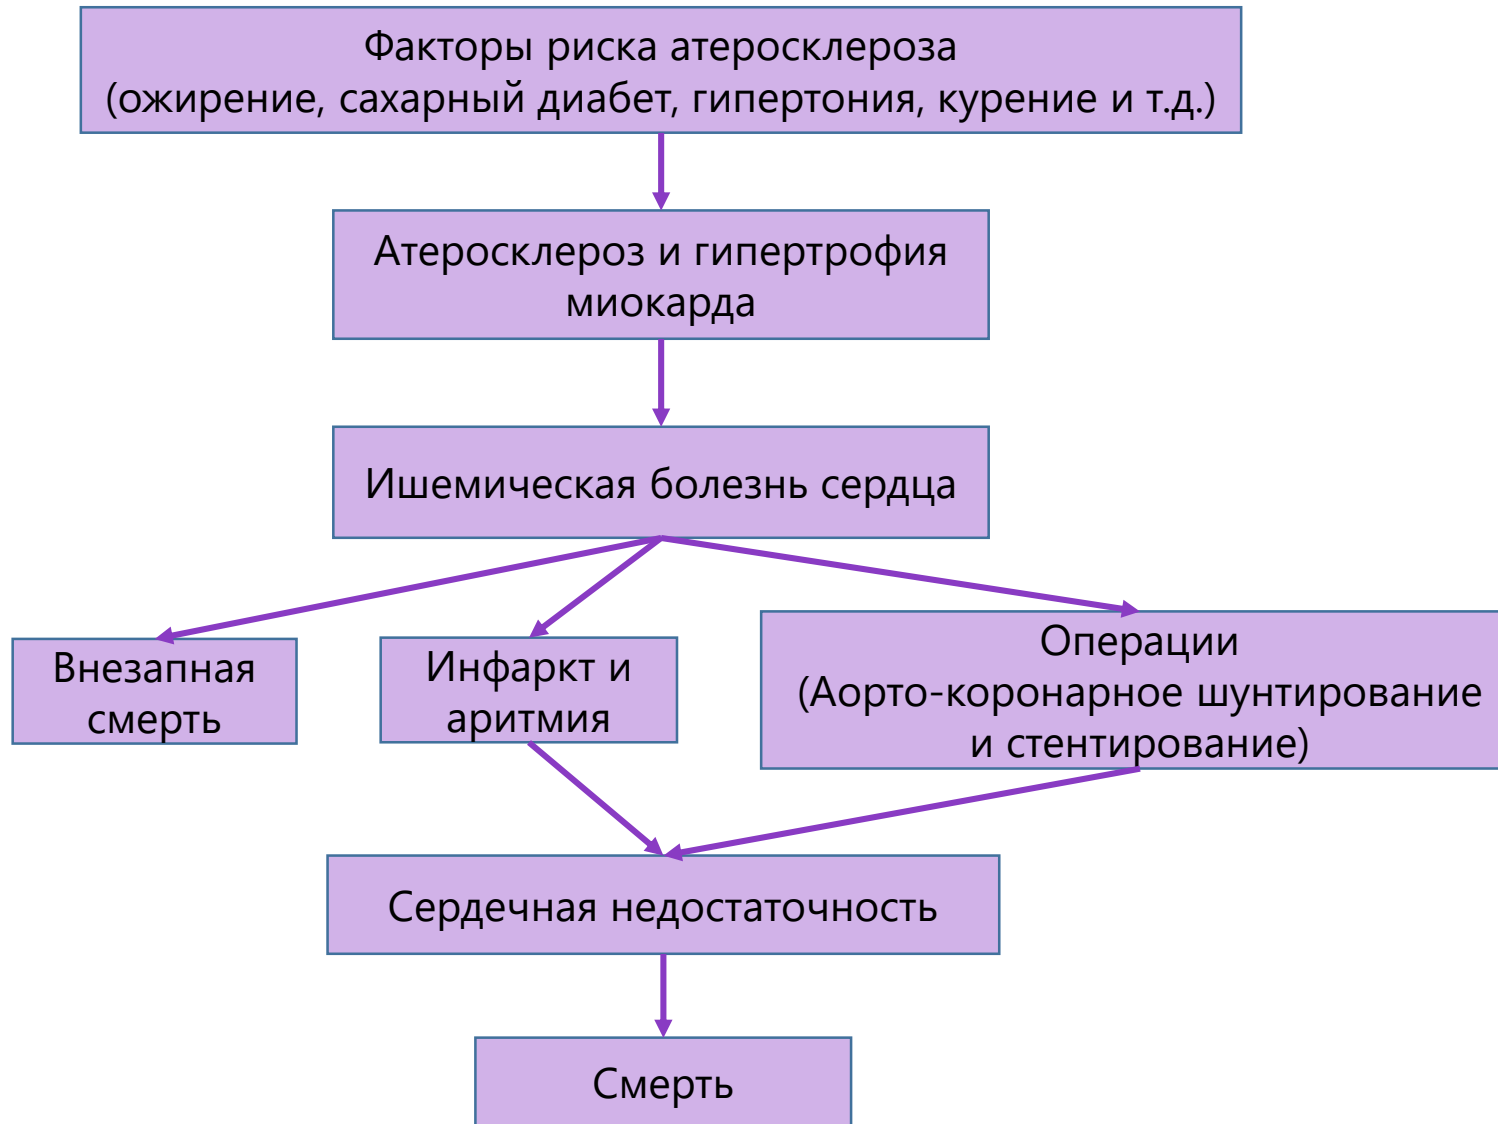 Факторы риска атеросклероза
(ожирение, сахарный диабет, гипертония, курение и т.д.)
Атеросклероз и гипертрофия
миокарда
Ишемическая болезнь сердца
Внезапная
смерть
Инфаркт и
аритмия
Операции
(Аорто-коронарное шунтирование
и стентирование)
Сердечная недостаточность
Смерть